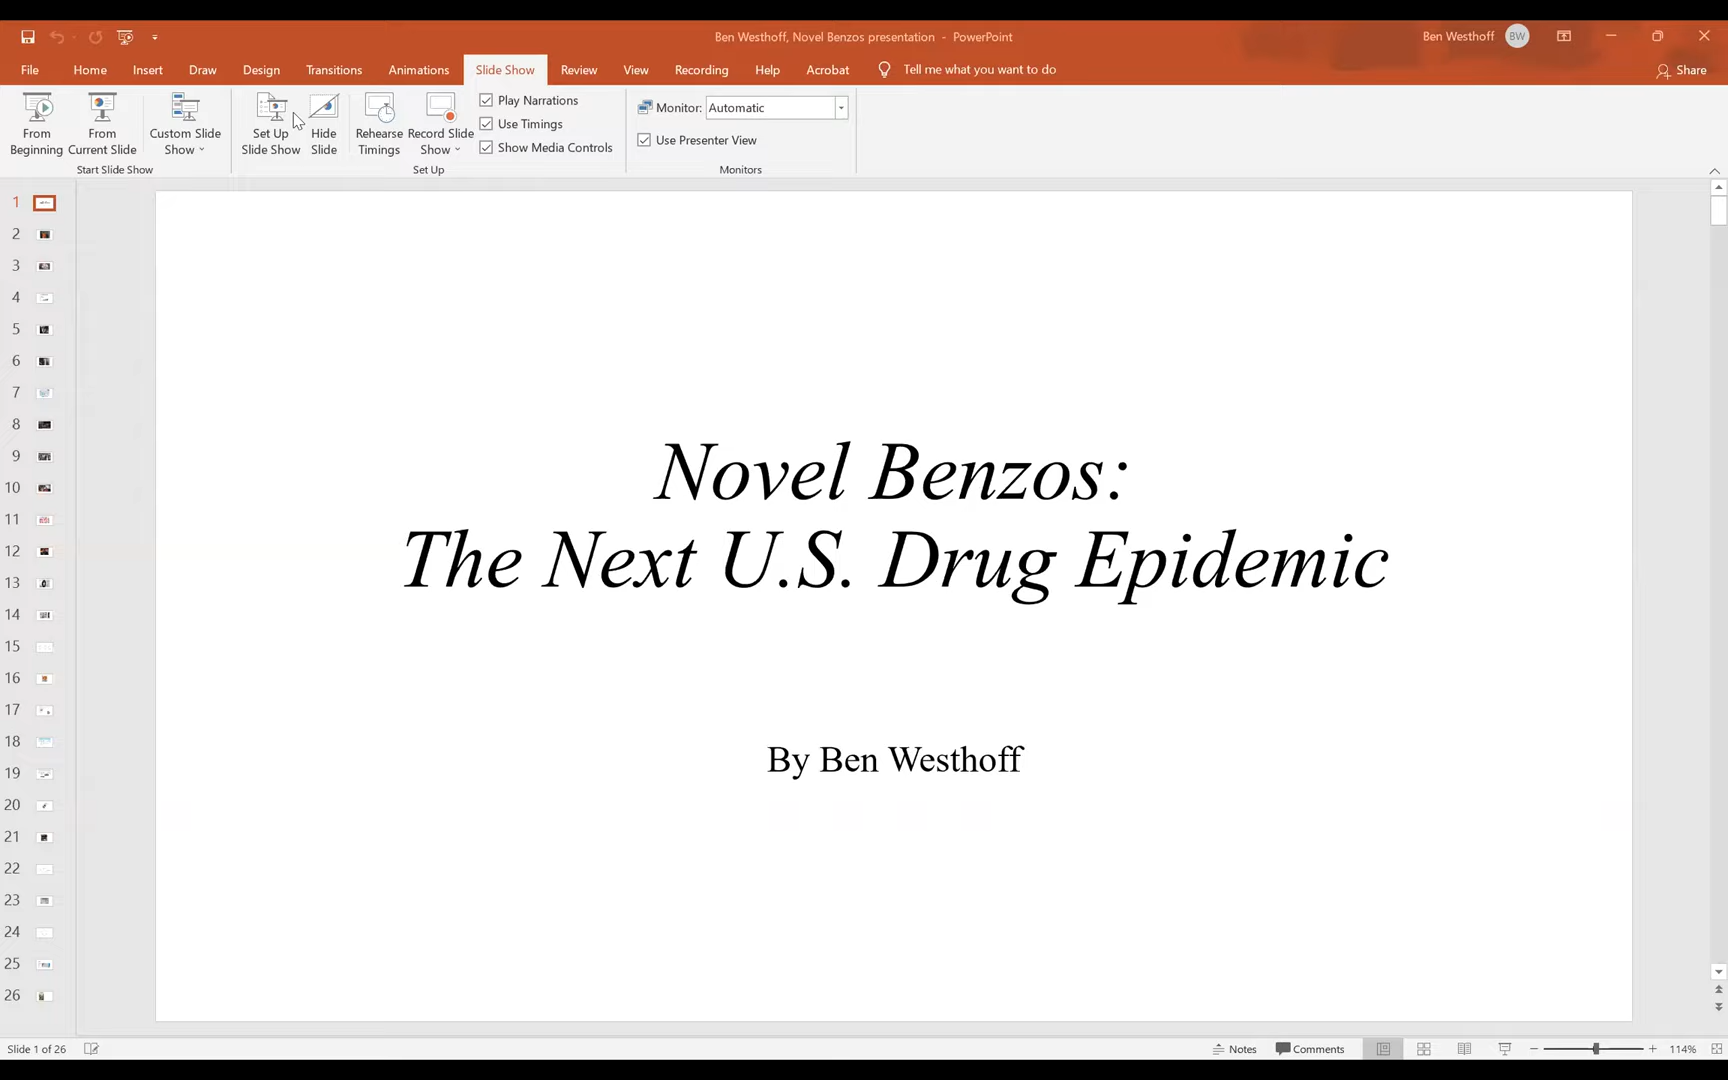 Ben Westhoff, Novel Benzos presentation - PowerPoint
Ben Westhoff BW
File Home Insert Draw Design Transitions Animations Slide Show Review View Recording Help Acrobat Tell me what you want to do Share
From Beginning
From Current Slide
Custom Slide Show
Start Slide Show
Set Up Slide Show
Hide Slide
Rehearse Timings
Record Slide Show
Play Narrations
Use Timings
Show Media Controls
Set Up
Monitor: Automatic
Use Presenter View
Monitors
1
2
3
4
5
6
7
8
9
10
11
12
13
14
15
16
17
18
19
20
21
22
23
24
25
26
Novel Benzos:
The Next U.S. Drug Epidemic
By Ben Westhoff
Slide 1 of 26 Notes Comments 114%